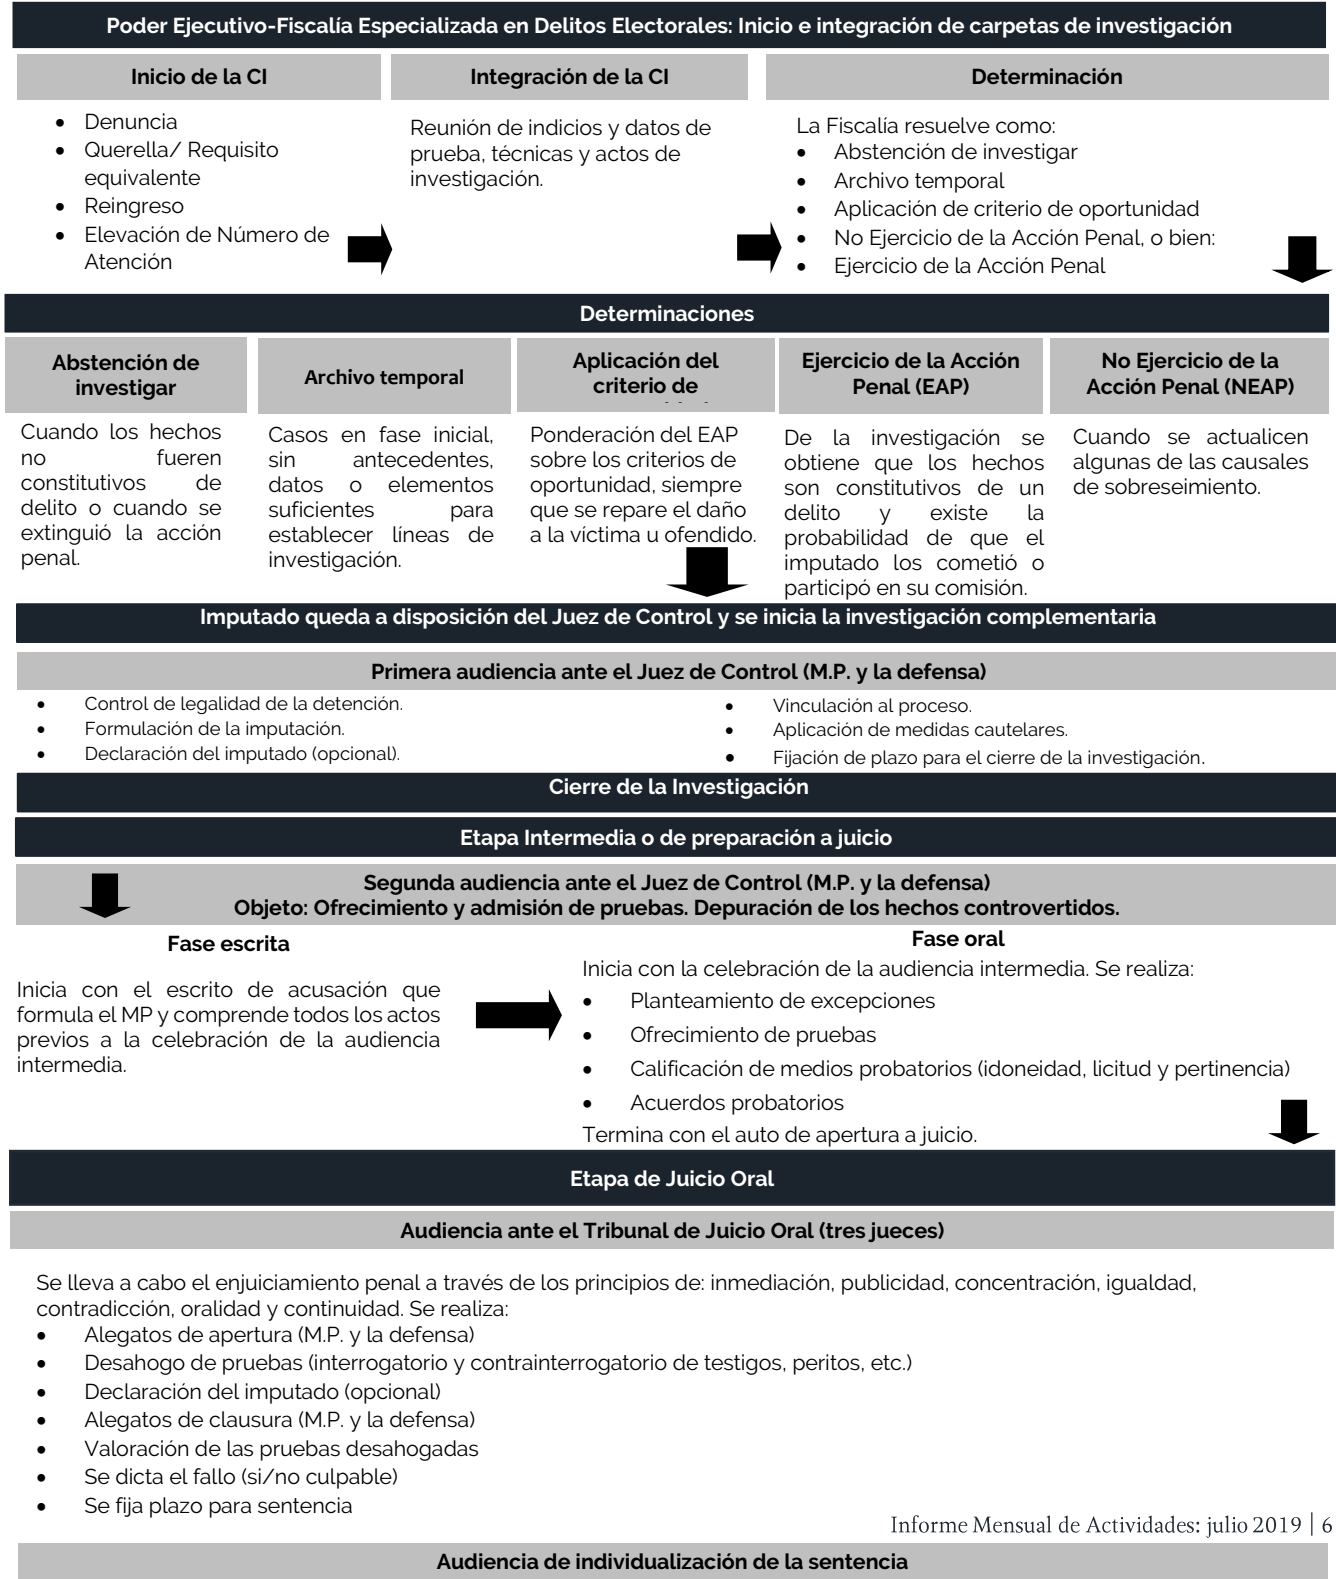 Poder Ejecutivo-Fiscalía Especializada en Delitos Electorales: Inicio e integración de carpetas de investigación
Inicio de la CI
• Denuncia
• Querella/ Requisito
equivalente
• Reingreso
• Elevación de Número de
Atención
Integración de la CI
Reunión de indicios y datos de
prueba, técnicas y actos de
investigación.
Determinación
La Fiscalía resuelve como:
• Abstención de investigar
• Archivo temporal
• Aplicación de criterio de oportunidad
• No Ejercicio de la Acción Penal, o bien:
• Ejercicio de la Acción Penal
Determinaciones
Abstención de
investigar
Cuando los hechos
no fueren
constitutivos de
delito o cuando se
extinguió la acción
penal.
Archivo temporal
Casos en fase inicial,
sin antecedentes,
datos o elementos
suficientes para
establecer líneas de
investigación.
Aplicación del
criterio de
Ponderación del EAP
sobre los criterios de
oportunidad, siempre
que se repare el daño
a la víctima u ofendido.
Ejercicio de la Acción
Penal (EAP)
De la investigación se
obtiene que los hechos
son constitutivos de un
delito y existe la
probabilidad de que el
imputado los cometió o
participó en su comisión.
No Ejercicio de la
Acción Penal (NEAP)
Cuando se actualicen
algunas de las causales
de sobreseimiento.
Imputado queda a disposición del Juez de Control y se inicia la investigación complementaria
Primera audiencia ante el Juez de Control (M.P. y la defensa)
• Control de legalidad de la detención.
• Formulación de la imputación.
• Declaración del imputado (opcional).
• Vinculación al proceso.
• Aplicación de medidas cautelares.
• Fijación de plazo para el cierre de la investigación.
Cierre de la Investigación
Etapa Intermedia o de preparación a juicio
Segunda audiencia ante el Juez de Control (M.P. y la defensa)
Objeto: Ofrecimiento y admisión de pruebas. Depuración de los hechos controvertidos.
Fase escrita
Inicia con el escrito de acusación que
formula el MP y comprende todos los actos
previos a la celebración de la audiencia
intermedia.
Fase oral
Inicia con la celebración de la audiencia intermedia. Se realiza:
• Planteamiento de excepciones
• Ofrecimiento de pruebas
• Calificación de medios probatorios (idoneidad, licitud y pertinencia)
• Acuerdos probatorios
Termina con el auto de apertura a juicio.
Etapa de Juicio Oral
Audiencia ante el Tribunal de Juicio Oral (tres jueces)
Se lleva a cabo el enjuiciamiento penal a través de los principios de: inmediación, publicidad, concentración, igualdad,
contradicción, oralidad y continuidad. Se realiza:
• Alegatos de apertura (M.P. y la defensa)
• Desahogo de pruebas (interrogatorio y contrainterrogatorio de testigos, peritos, etc.)
• Declaración del imputado (opcional)
• Alegatos de clausura (M.P. y la defensa)
• Valoración de las pruebas desahogadas
• Se dicta el fallo (si/no culpable)
• Se fija plazo para sentencia
Informe Mensual de Actividades: julio 2019 | 6
Audiencia de individualización de la sentencia